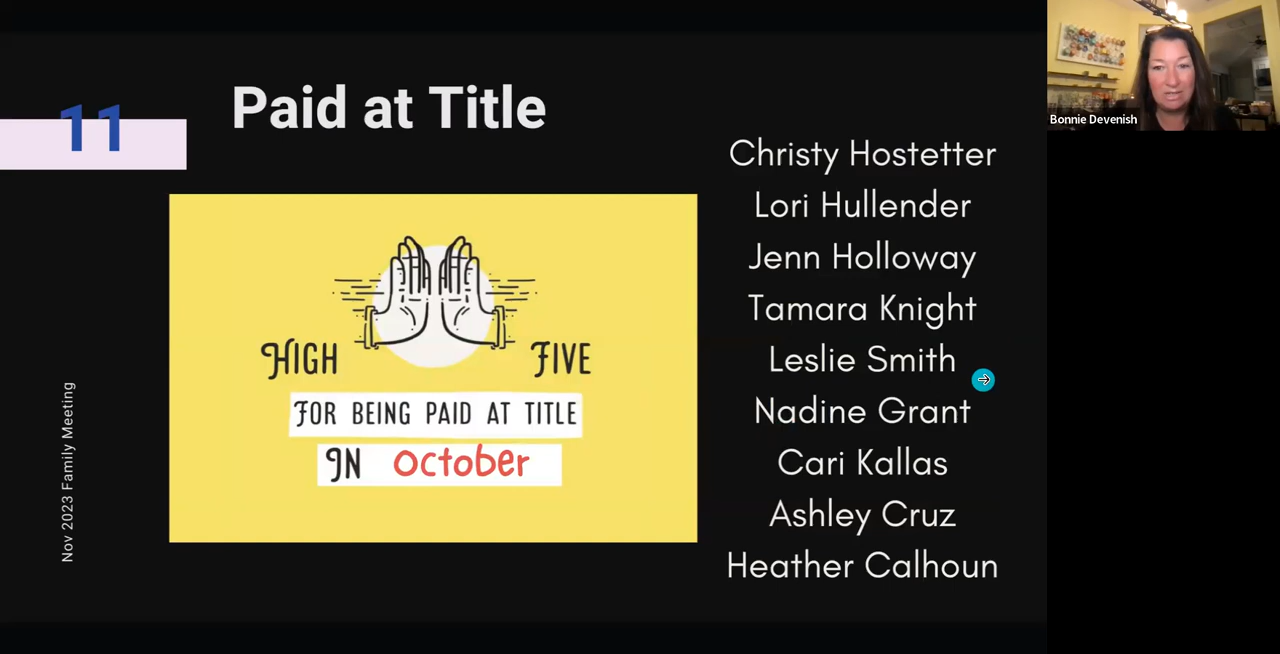 11
Paid at Title
HIGH FIVE
FOR BEING PAID AT TITLE
IN October
Christy Hostetter
Lori Hullender
Jenn Holloway
Tamara Knight
Leslie Smith
Nadine Grant
Cari Kallas
Ashley Cruz
Heather Calhoun
Nov 2023 Family Meeting
Bonnie Devenish